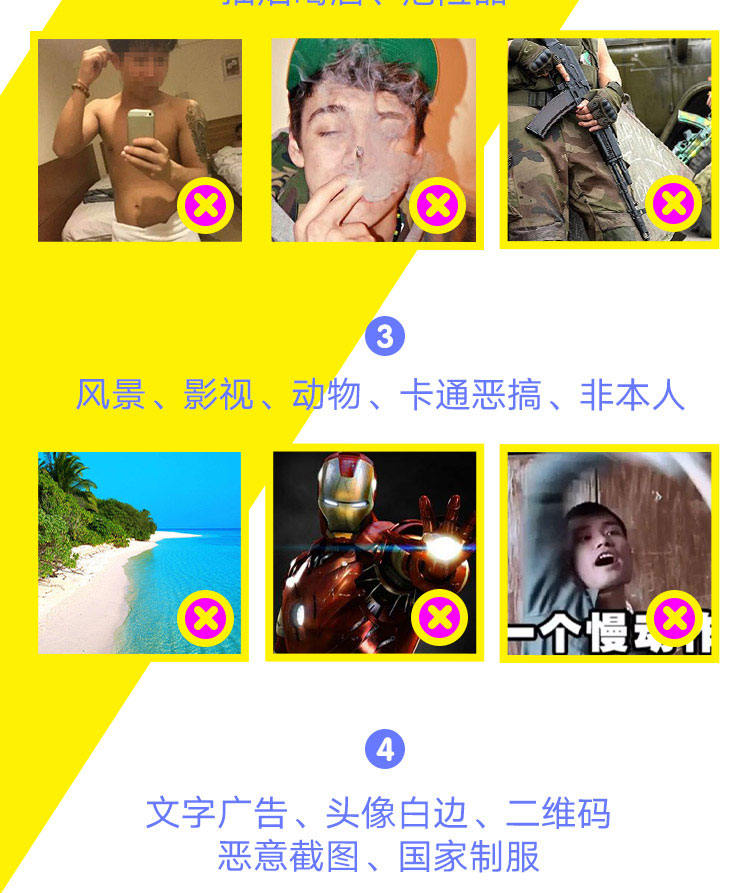 3
风景、影视、动物、卡通恶搞、非本人
一个慢动作
4
文字广告、头像白边、二维码
恶意截图、国家制服